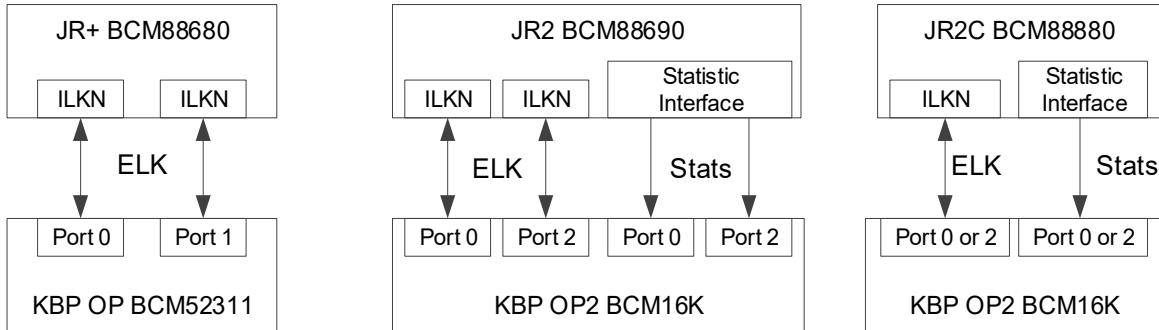 JR+ BCM88680
ILKN
ILKN
ELK
Port 0
Port 1
KBP OP BCM52311
JR2 BCM88690
ILKN
ILKN
Statistic
Interface
ELK
Stats
Port 0
Port 2
Port 0
Port 2
KBP OP2 BCM16K
JR2C BCM88880
ILKN
Statistic
Interface
ELK
Stats
Port 0 or 2
Port 0 or 2
KBP OP2 BCM16K